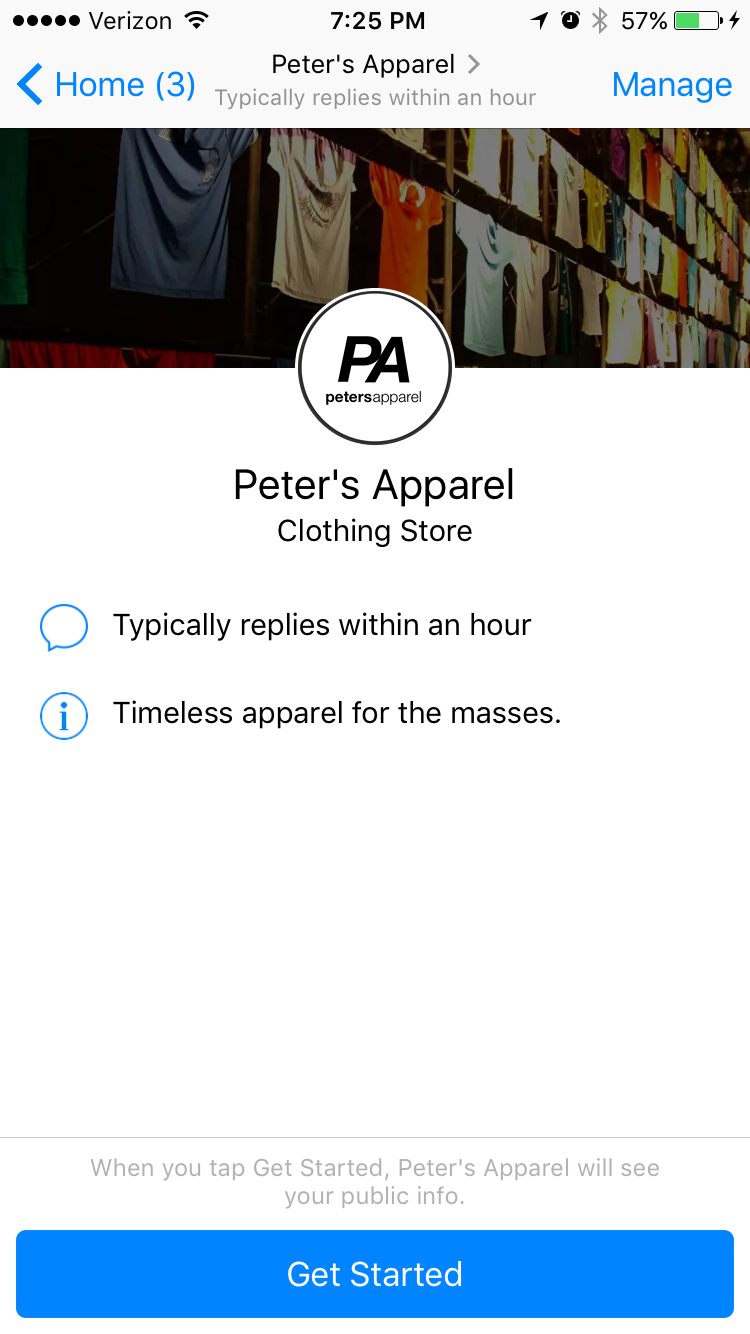 Verizon 7:25 PM 57%
Home (3) Peter's Apparel Manage
Typically replies within an hour
PA
petersapparel
Peter's Apparel
Clothing Store
Typically replies within an hour
i Timeless apparel for the masses.
When you tap Get Started, Peter's Apparel will see
your public info.
Get Started